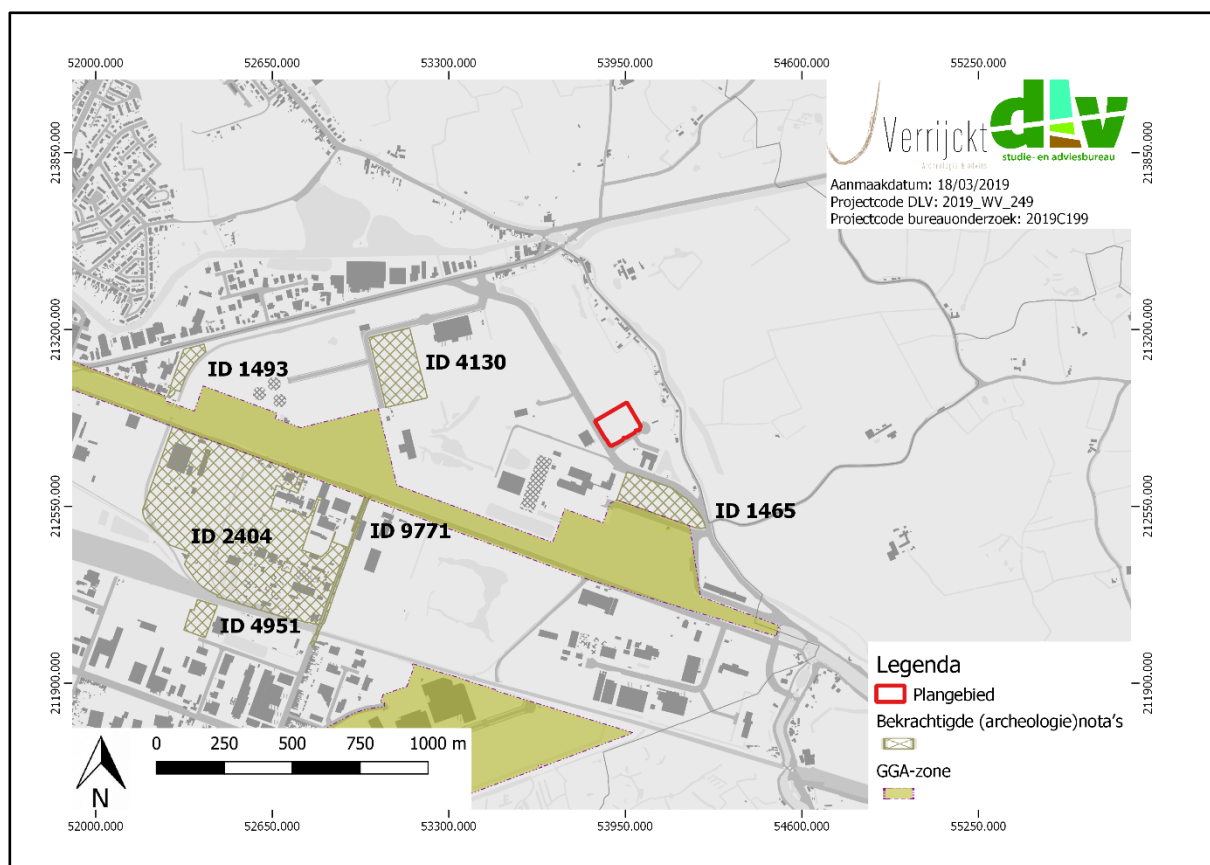 52000.000 52650.000 53300.000 53950.000 54600.000 55250.000
Verrijckt
Archeologie & advies
dlv
studie- en adviesbureau
Aanmaakdatum: 18/03/2019
Projectcode DLV: 2019_WV_249
Projectcode bureauonderzoek: 2019C199
213850.000 213850.000
213200.000 213200.000
ID 1493
ID 4130
212550.000 212550.000
ID 1465
ID 2404
ID 9771
ID 4951
211900.000 211900.000
Legenda
Plangebied
Bekrachtigde (archeologie)nota's
GGA-zone
0 250 500 750 1000 m
N
52000.000 52650.000 53300.000 53950.000 54600.000 55250.000